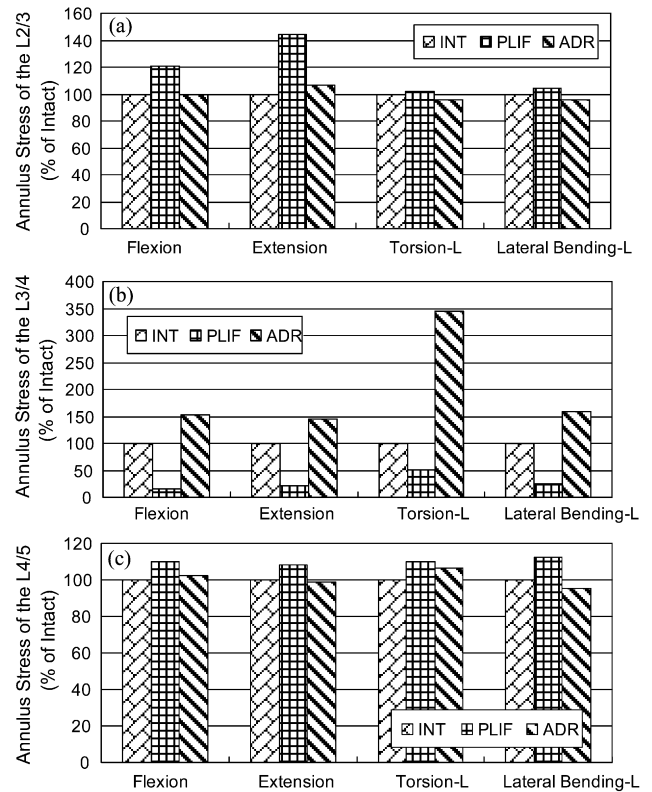 (a)
Annulus Stress of the L2/3
(% of Intact)
160
140
120
100
80
60
40
20
0
INT PLIF ADR
Flexion Extension Torsion-L Lateral Bending-L
(b)
Annulus Stress of the L3/4
(% of Intact)
400
350
300
250
200
150
100
50
0
INT PLIF ADR
Flexion Extension Torsion-L Lateral Bending-L
(c)
Annulus Stress of the L4/5
(% of Intact)
120
100
80
60
40
20
0
INT PLIF ADR
Flexion Extension Torsion-L Lateral Bending-L